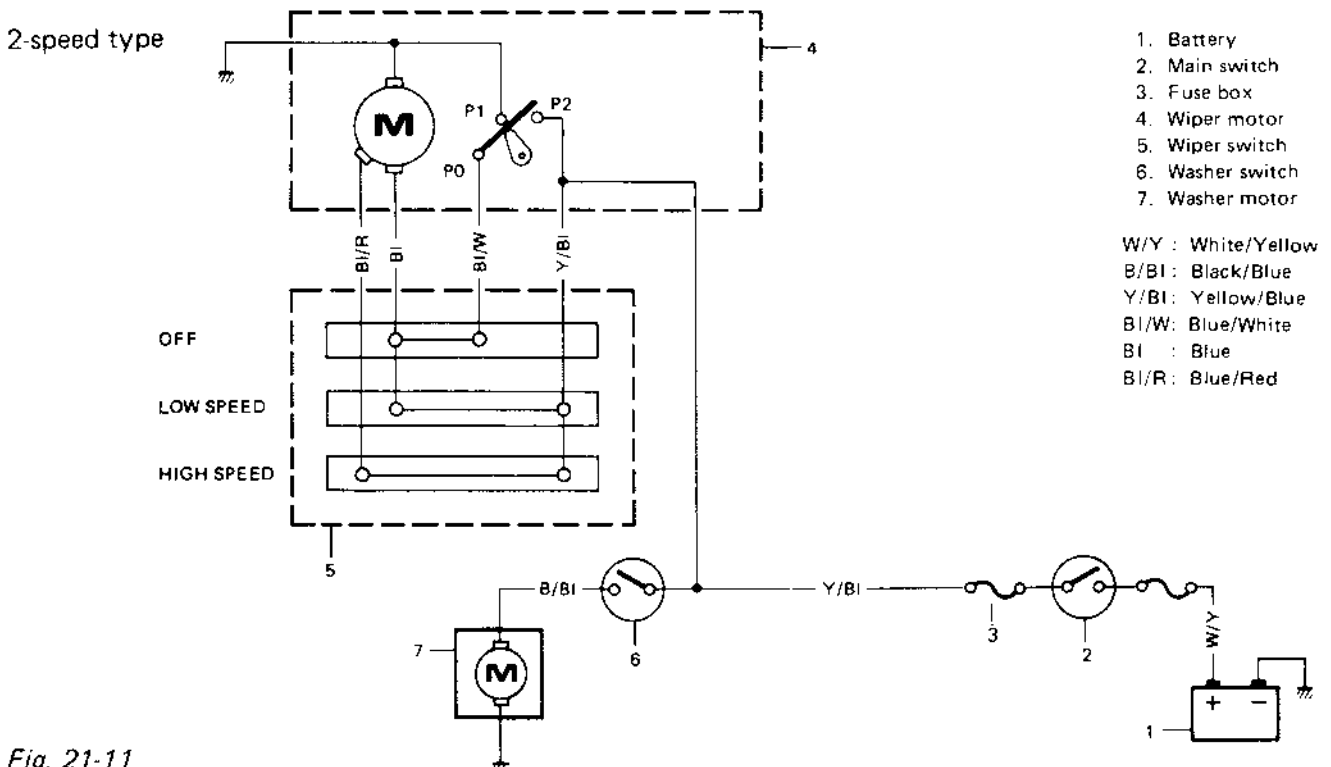 2-speed type
4
M
P1
P2
P0
Bl/R
Bl
Bl/W
Y/Bl
OFF
LOW SPEED
HIGH SPEED
5
B/Bl
Y/Bl
7
M
6
3
2
W/Y
+ −
1
1. Battery
2. Main switch
3. Fuse box
4. Wiper motor
5. Wiper switch
6. Washer switch
7. Washer motor
W/Y : White/Yellow
B/Bl : Black/Blue
Y/Bl : Yellow/Blue
Bl/W: Blue/White
Bl : Blue
Bl/R : Blue/Red
Fig. 21-11